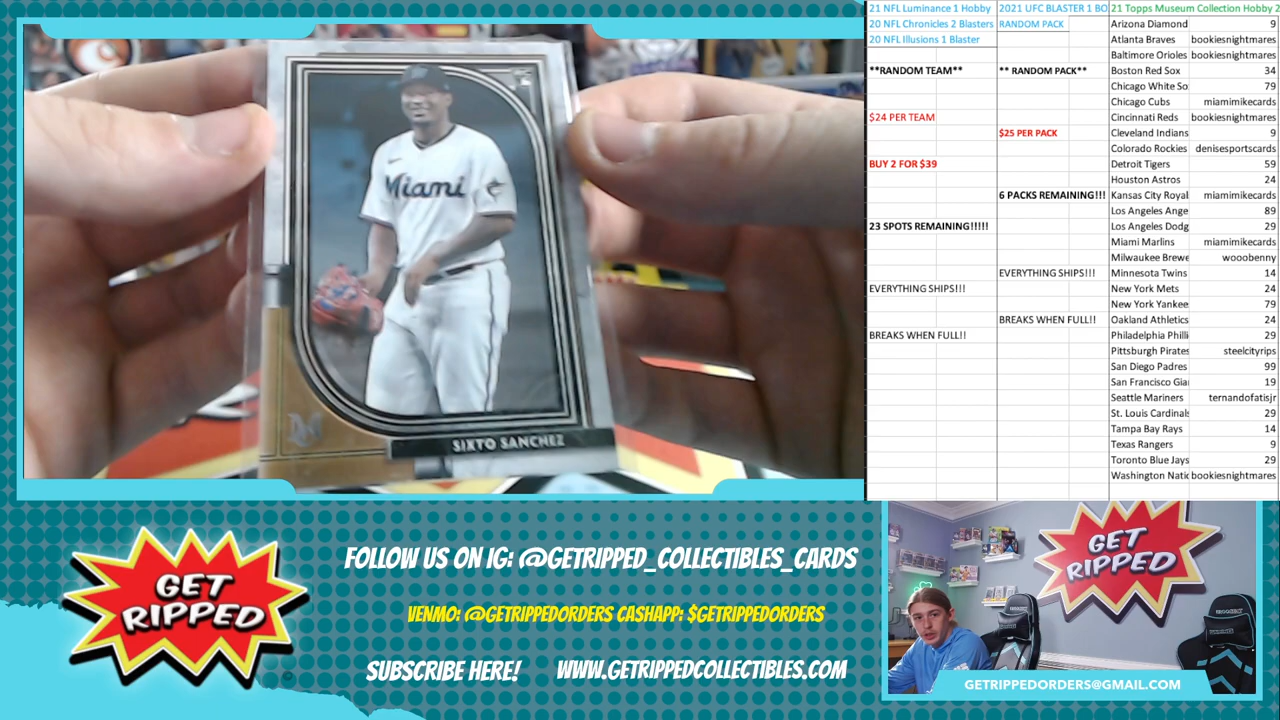 Miami
SIXTO SANCHEZ
21 NFL Luminance 1 Hobby
20 NFL Chronicles 2 Blasters
20 NFL Illusions 1 Blaster
**RANDOM TEAM**
$24 PER TEAM
BUY 2 FOR $39
23 SPOTS REMAINING!!!!!
EVERYTHING SHIPS!!!
BREAKS WHEN FULL!!
2021 UFC BLASTER 1 BO
RANDOM PACK
** RANDOM PACK**
$25 PER PACK
6 PACKS REMAINING!!!
EVERYTHING SHIPS!!!
BREAKS WHEN FULL!!
21 Topps Museum Collection Hobby 2
Arizona Diamond 9
Atlanta Braves bookiesnightmares
Baltimore Orioles bookiesnightmares
Boston Red Sox 34
Chicago White So 79
Chicago Cubs miamimikecards
Cincinnati Reds bookiesnightmares
Cleveland Indians 9
Colorado Rockies denisesportscards
Detroit Tigers 59
Houston Astros 24
Kansas City Royal miamimikecards
Los Angeles Ange 89
Los Angeles Dodg 29
Miami Marlins miamimikecards
Milwaukee Brewe wooobenny
Minnesota Twins 14
New York Mets 24
New York Yankee 79
Oakland Athletics 24
Philadelphia Philli 29
Pittsburgh Pirates steelcityrips
San Diego Padres 99
San Francisco Gia 19
Seattle Mariners ternandofatisjr
St. Louis Cardinals 29
Tampa Bay Rays 14
Texas Rangers 9
Toronto Blue Jays 29
Washington Natio bookiesnightmares
GET
RIPPED
FOLLOW US ON IG: @GETRIPPED_COLLECTIBLES_CARDS
VENMO: @GETRIPPEDORDERS CASHAPP: $GETRIPPEDORDERS
SUBSCRIBE HERE! WWW.GETRIPPEDCOLLECTIBLES.COM
GET
RIPPED
GETRIPPEDORDERS@GMAIL.COM